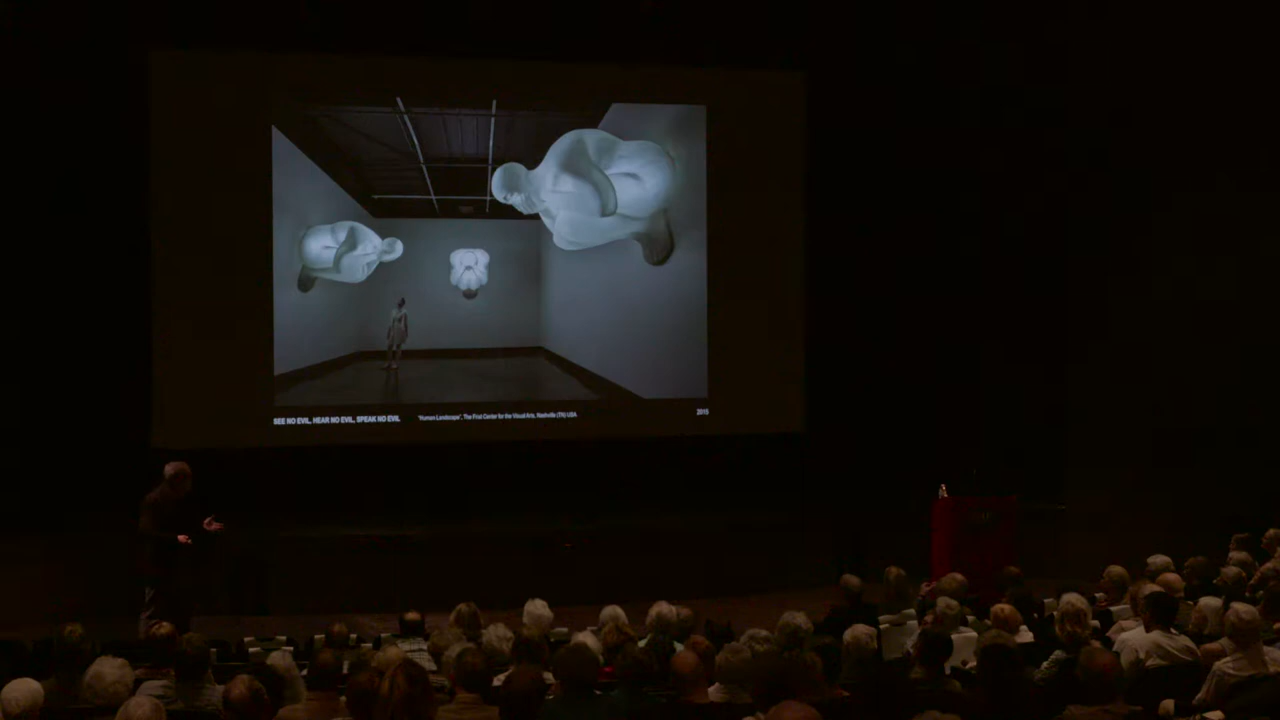 SEE NO EVIL, HEAR NO EVIL, SPEAK NO EVIL "Human Landscape", The Frist Center for the Visual Arts, Nashville (TN) USA 2015